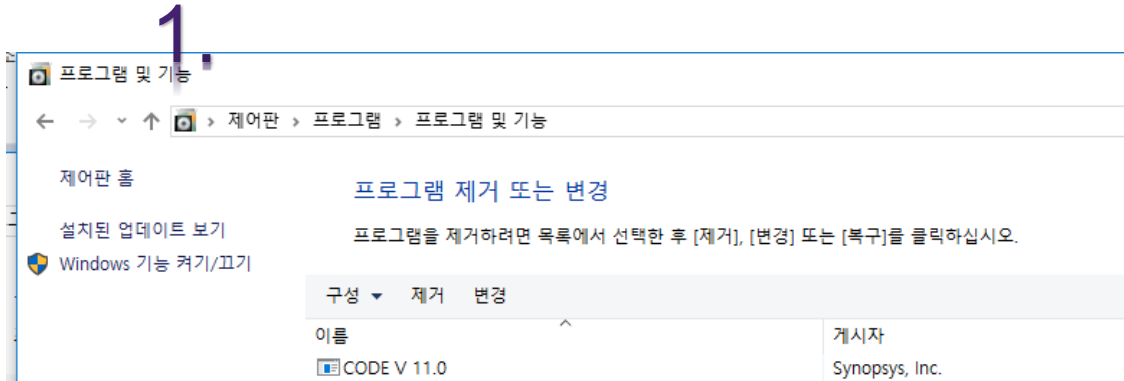 1.
프로그램 및 기능
제어판 > 프로그램 > 프로그램 및 기능
제어판 홈
프로그램 제거 또는 변경
설치된 업데이트 보기
프로그램을 제거하려면 목록에서 선택한 후 [제거], [변경] 또는 [복구]를 클릭하십시오.
Windows 기능 켜기/끄기
구성 제거 변경
이름 게시자
CODE V 11.0 Synopsys, Inc.